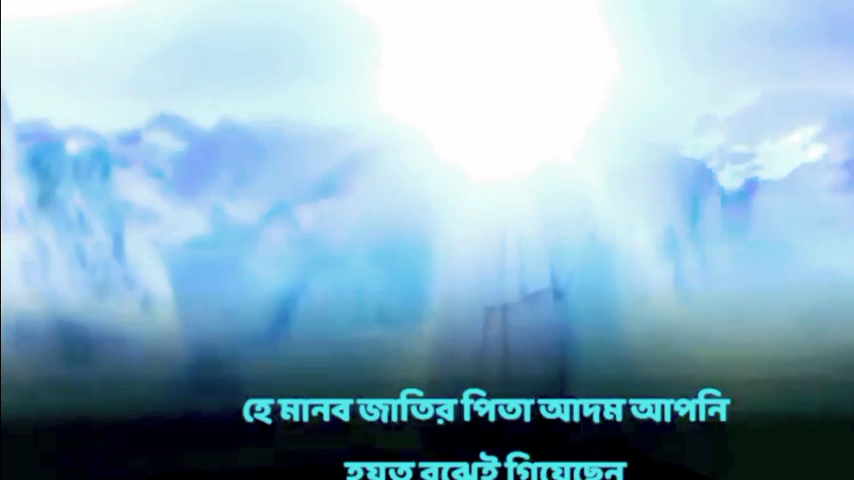 হে মানব জাতির পিতা আদম আপনি
হয়ত বুঝেই গিয়েছেন